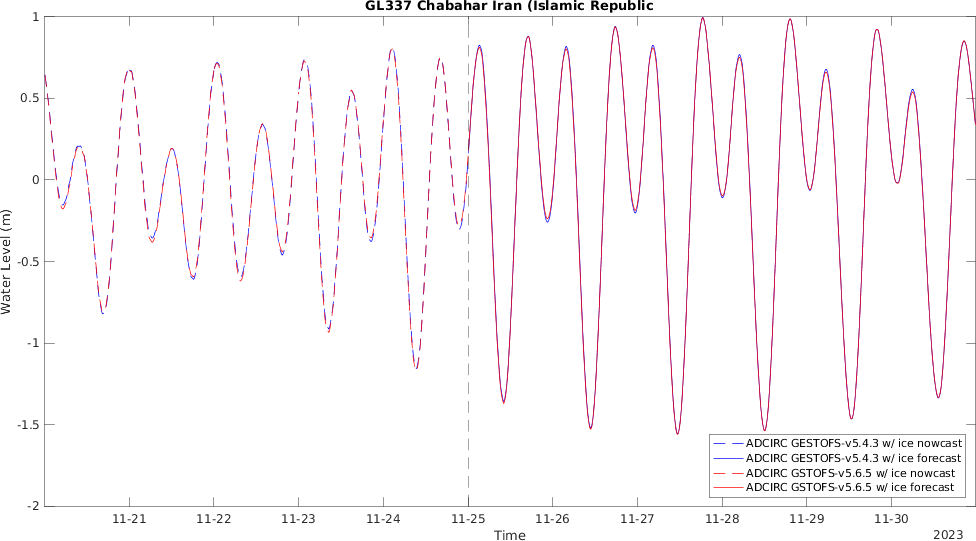 GL337 Chabahar Iran (Islamic Republic
1
0.5
0
-0.5
-1
-1.5
-2
Water Level (m)
11-21 11-22 11-23 11-24 11-25 11-26 11-27 11-28 11-29 11-30
Time
2023
ADCIRC GESTOFS-v5.4.3 w/ ice nowcast
ADCIRC GESTOFS-v5.4.3 w/ ice forecast
ADCIRC GSTOFS-v5.6.5 w/ ice nowcast
ADCIRC GSTOFS-v5.6.5 w/ ice forecast